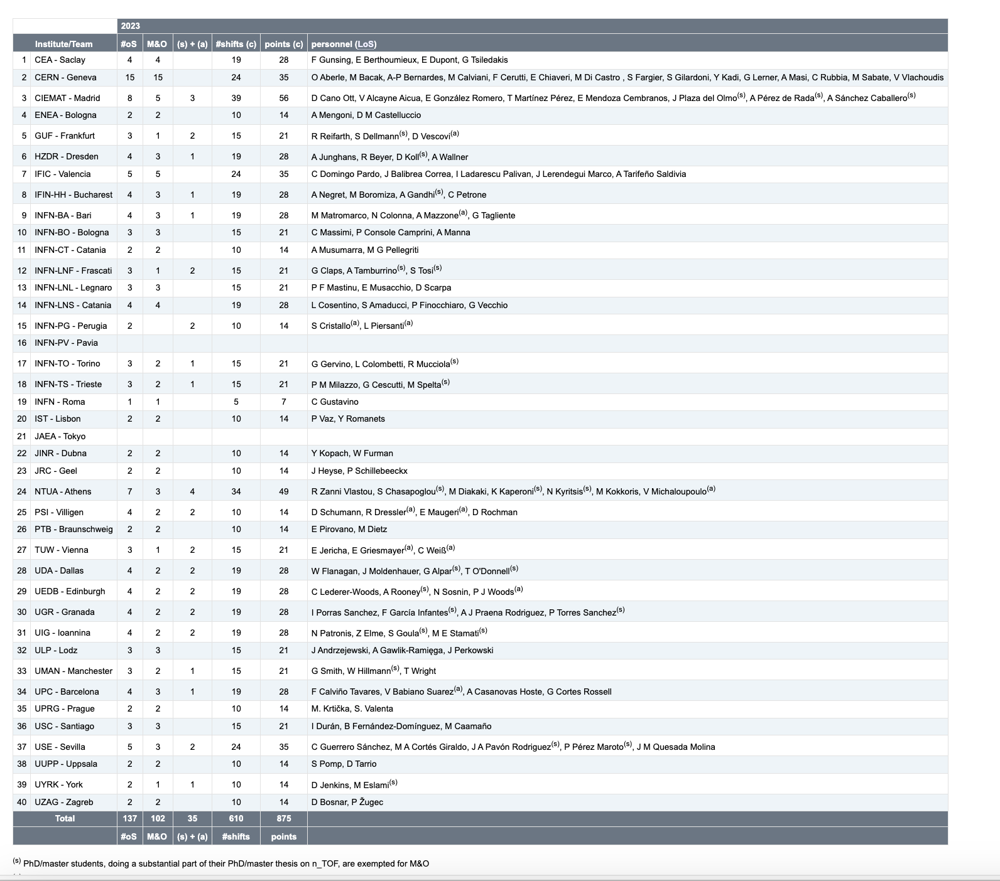 2023
Institute/Team #oS M&O (s) + (a) #shifts (c) points (c) personnel (LoS)
1 CEA - Saclay 4 4 19 28 F Gunsing, E Berthoumieux, E Dupont, G Tsiledakis
2 CERN - Geneva 15 15 24 35 O Aberle, M Bacak, A-P Bernardes, M Calviani, F Cerutti, E Chiaveri, M Di Castro , S Fargier, S Gilardoni, Y Kadi, G Lerner, A Masi, C Rubbia, M Sabate, V Vlachoudis
3 CIEMAT - Madrid 8 5 3 39 56 D Cano Ott, V Alcayne Aicua, E González Romero, T Martínez Pérez, E Mendoza Cembranos, J Plaza del Olmo(s), A Pérez de Rada(s), A Sánchez Caballero(s)
4 ENEA - Bologna 2 2 10 14 A Mengoni, D M Castelluccio
5 GUF - Frankfurt 3 1 2 15 21 R Reifarth, S Dellmann(s), D Vescovi(a)
6 HZDR - Dresden 4 3 1 19 28 A Junghans, R Beyer, D Koll(s), A Wallner
7 IFIC - Valencia 5 5 24 35 C Domingo Pardo, J Balibrea Correa, I Ladarescu Palivan, J Lerendegui Marco, A Tarifeño Saldivia
8 IFIN-HH - Bucharest 4 3 1 19 28 A Negret, M Boromiza, A Gandhi(s), C Petrone
9 INFN-BA - Bari 4 3 1 19 28 M Matromarco, N Colonna, A Mazzone(a), G Tagliente
10 INFN-BO - Bologna 3 3 15 21 C Massimi, P Console Camprini, A Manna
11 INFN-CT - Catania 2 2 10 14 A Musumarra, M G Pellegriti
12 INFN-LNF - Frascati 3 1 2 15 21 G Claps, A Tamburrino(s), S Tosi(s)
13 INFN-LNL - Legnaro 3 3 15 21 P F Mastinu, E Musacchio, D Scarpa
14 INFN-LNS - Catania 4 4 19 28 L Cosentino, S Amaducci, P Finocchiaro, G Vecchio
15 INFN-PG - Perugia 2 2 10 14 S Cristallo(a), L Piersanti(a)
16 INFN-PV - Pavia
17 INFN-TO - Torino 3 2 1 15 21 G Gervino, L Colombetti, R Mucciola(s)
18 INFN-TS - Trieste 3 2 1 15 21 P M Milazzo, G Cescutti, M Spelta(s)
19 INFN - Roma 1 1 5 7 C Gustavino
20 IST - Lisbon 2 2 10 14 P Vaz, Y Romanets
21 JAEA - Tokyo
22 JINR - Dubna 2 2 10 14 Y Kopach, W Furman
23 JRC - Geel 2 2 10 14 J Heyse, P Schillebeeckx
24 NTUA - Athens 7 3 4 34 49 R Zanni Vlastou, S Chasapoglou(s), M Diakaki, K Kaperoni(s), N Kyritsis(s), M Kokkoris, V Michaloupoulo(a)
25 PSI - Villigen 4 2 2 10 14 D Schumann, R Dressler(a), E Maugeri(a), D Rochman
26 PTB - Braunschweig 2 2 10 14 E Pirovano, M Dietz
27 TUW - Vienna 3 1 2 15 21 E Jericha, E Griesmayer(a), C Weiß(a)
28 UDA - Dallas 4 2 2 19 28 W Flanagan, J Moldenhauer, G Alpar(s), T O'Donnell(s)
29 UEDB - Edinburgh 4 2 2 19 28 C Lederer-Woods, A Rooney(s), N Sosnin, P J Woods(a)
30 UGR - Granada 4 2 2 19 28 I Porras Sanchez, F García Infantes(s), A J Praena Rodriguez, P Torres Sanchez(s)
31 UIG - Ioannina 4 2 2 19 28 N Patronis, Z Elme, S Goula(s), M E Stamati(s)
32 ULP - Lodz 3 3 15 21 J Andrzejewski, A Gawlik-Ramięga, J Perkowski
33 UMAN - Manchester 3 2 1 15 21 G Smith, W Hillmann(s), T Wright
34 UPC - Barcelona 4 3 1 19 28 F Calviño Tavares, V Babiano Suarez(a), A Casanovas Hoste, G Cortes Rossell
35 UPRG - Prague 2 2 10 14 M. Krtička, S. Valenta
36 USC - Santiago 3 3 15 21 I Durán, B Fernández-Domínguez, M Caamaño
37 USE - Sevilla 5 3 2 24 35 C Guerrero Sánchez, M A Cortés Giraldo, J A Pavón Rodriguez(s), P Pérez Maroto(s), J M Quesada Molina
38 UUPP - Uppsala 2 2 10 14 S Pomp, D Tarrio
39 UYRK - York 2 1 1 10 14 D Jenkins, M Eslami(s)
40 UZAG - Zagreb 2 2 10 14 D Bosnar, P Žugec
Total 137 102 35 610 875
#oS M&O (s) + (a) #shifts points
(s) PhD/master students, doing a substantial part of their PhD/master thesis on n_TOF, are exempted for M&O